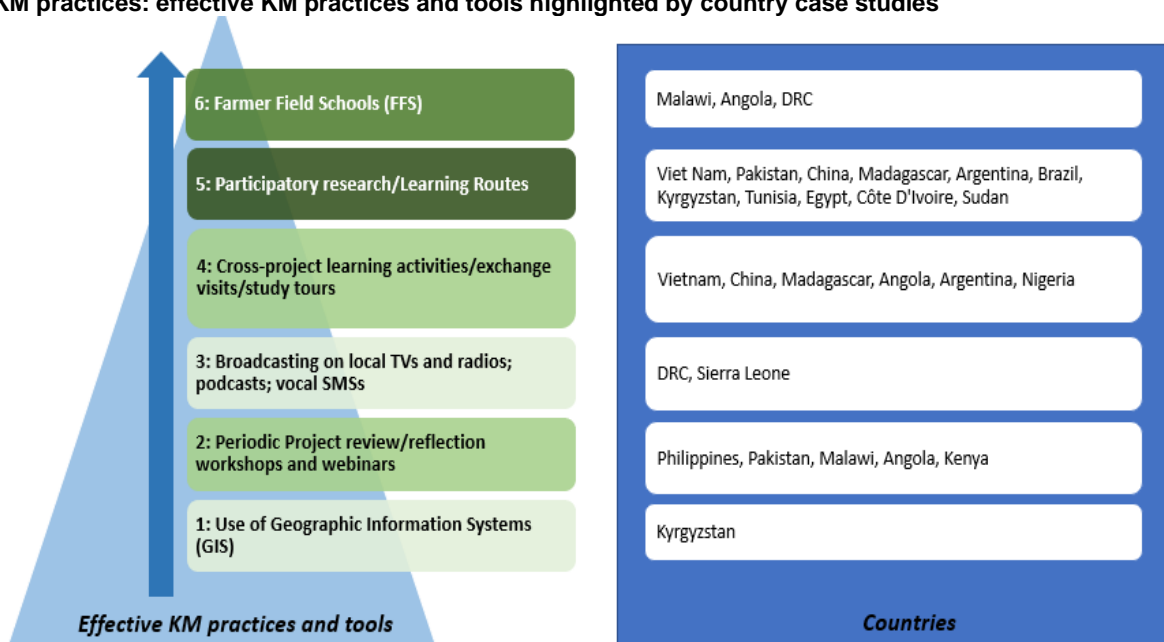 KM practices: effective KM practices and tools highlighted by country case studies
6: Farmer Field Schools (FFS)
Malawi, Angola, DRC
5: Participatory research/Learning Routes
Viet Nam, Pakistan, China, Madagascar, Argentina, Brazil,
Kyrgyzstan, Tunisia, Egypt, Côte D'Ivoire, Sudan
4: Cross-project learning activities/exchange
visits/study tours
Vietnam, China, Madagascar, Angola, Argentina, Nigeria
3: Broadcasting on local TVs and radios;
podcasts; vocal SMSs
DRC, Sierra Leone
2: Periodic Project review/reflection
workshops and webinars
Philippines, Pakistan, Malawi, Angola, Kenya
1: Use of Geographic Information Systems
(GIS)
Kyrgyzstan
Effective KM practices and tools
Countries